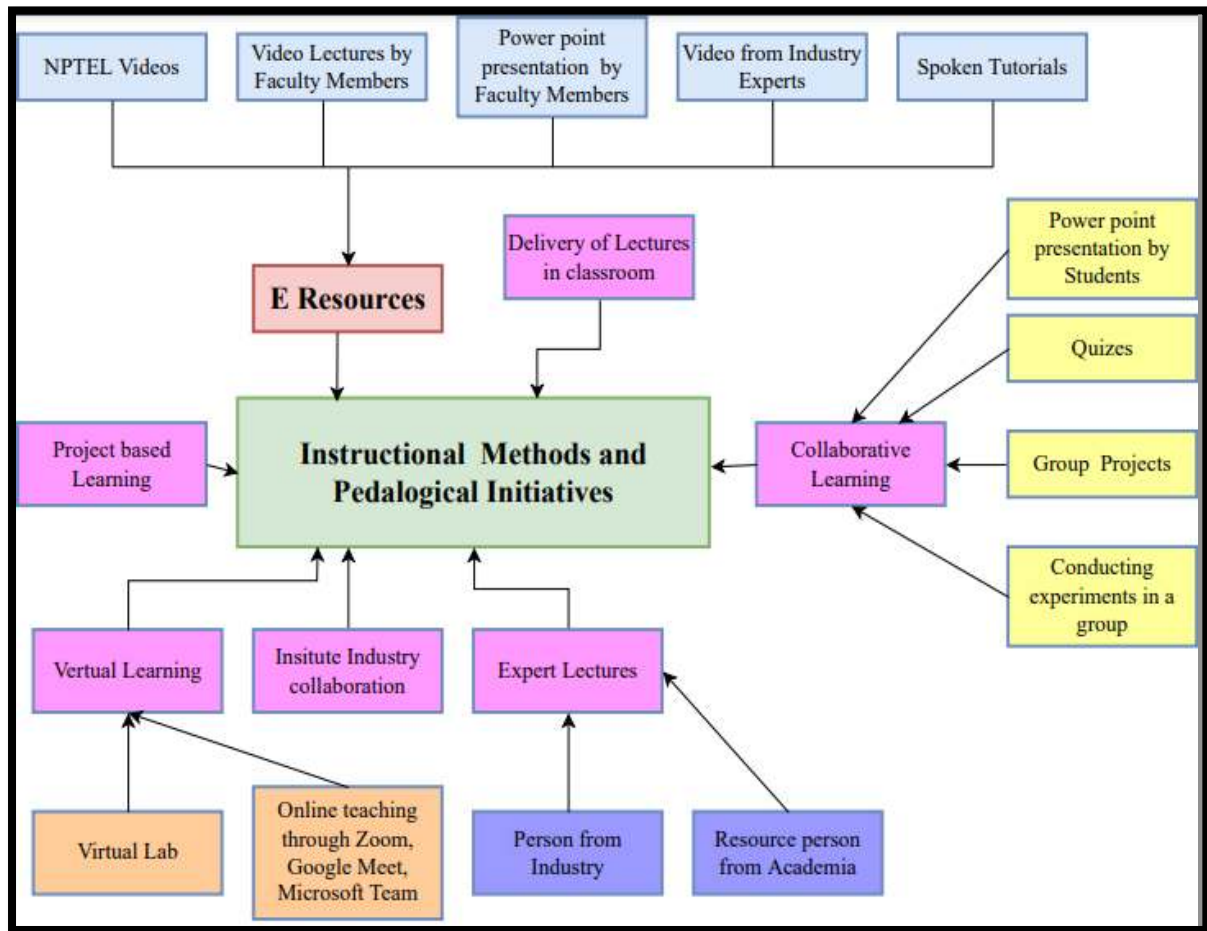 NPTEL Videos
Video Lectures by
Faculty Members
Power point
presentation by
Faculty Members
Video from Industry
Experts
Spoken Tutorials
Delivery of Lectures
in classroom
E Resources
Power point
presentation by
Students
Quizes
Project based
Learning
Instructional Methods and
Pedalogical Initiatives
Collaborative
Learning
Group Projects
Conducting
experiments in a
group
Vertual Learning
Insitute Industry
collaboration
Expert Lectures
Virtual Lab
Online teaching
through Zoom,
Google Meet,
Microsoft Team
Person from
Industry
Resource person
from Academia